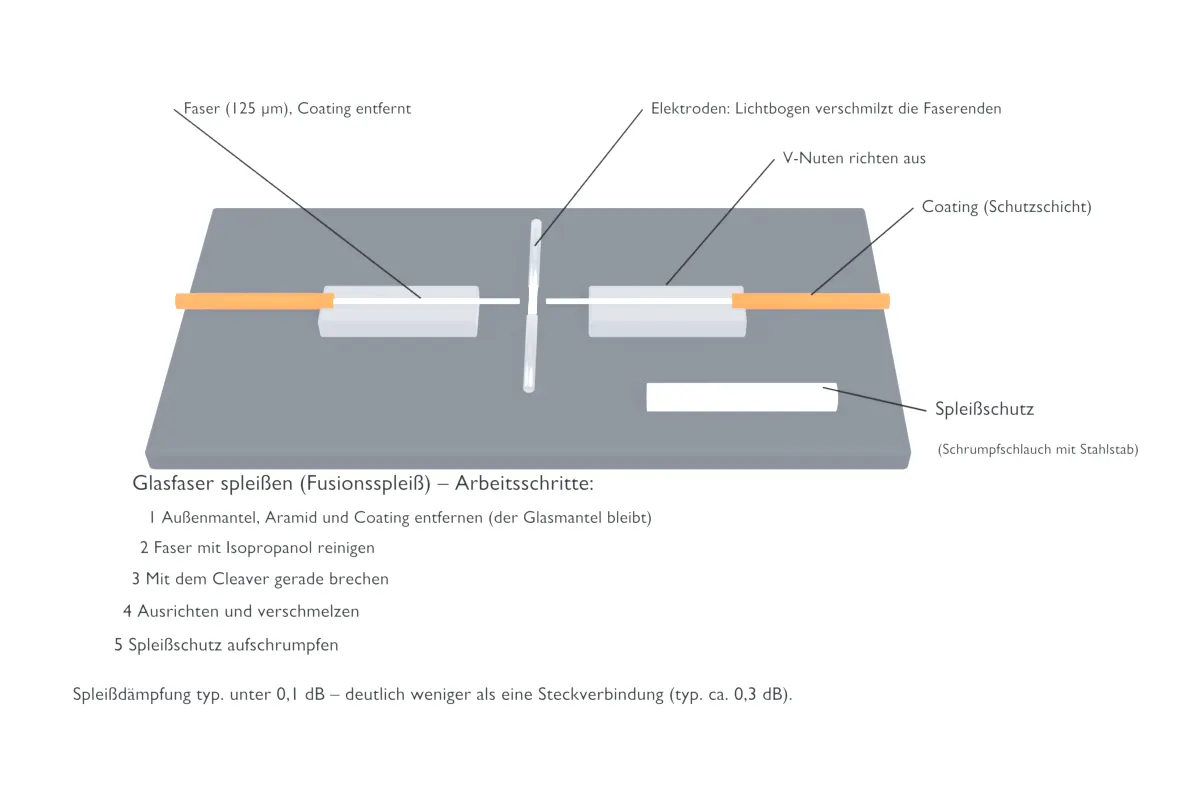 Faser (125 µm), Coating entfernt
Elektroden: Lichtbogen verschmilzt die Faserenden
V-Nuten richten aus
Coating (Schutzschicht)
Spleißschutz
(Schrumpfschlauch mit Stahlstab)
Glasfaser spleißen (Fusionsspleiß) – Arbeitsschritte:
1 Außenmantel, Aramid und Coating entfernen (der Glasmantel bleibt)
2 Faser mit Isopropanol reinigen
3 Mit dem Cleaver gerade brechen
4 Ausrichten und verschmelzen
5 Spleißschutz aufschrumpfen
Spleißdämpfung typ. unter 0,1 dB – deutlich weniger als eine Steckverbindung (typ. ca. 0,3 dB).